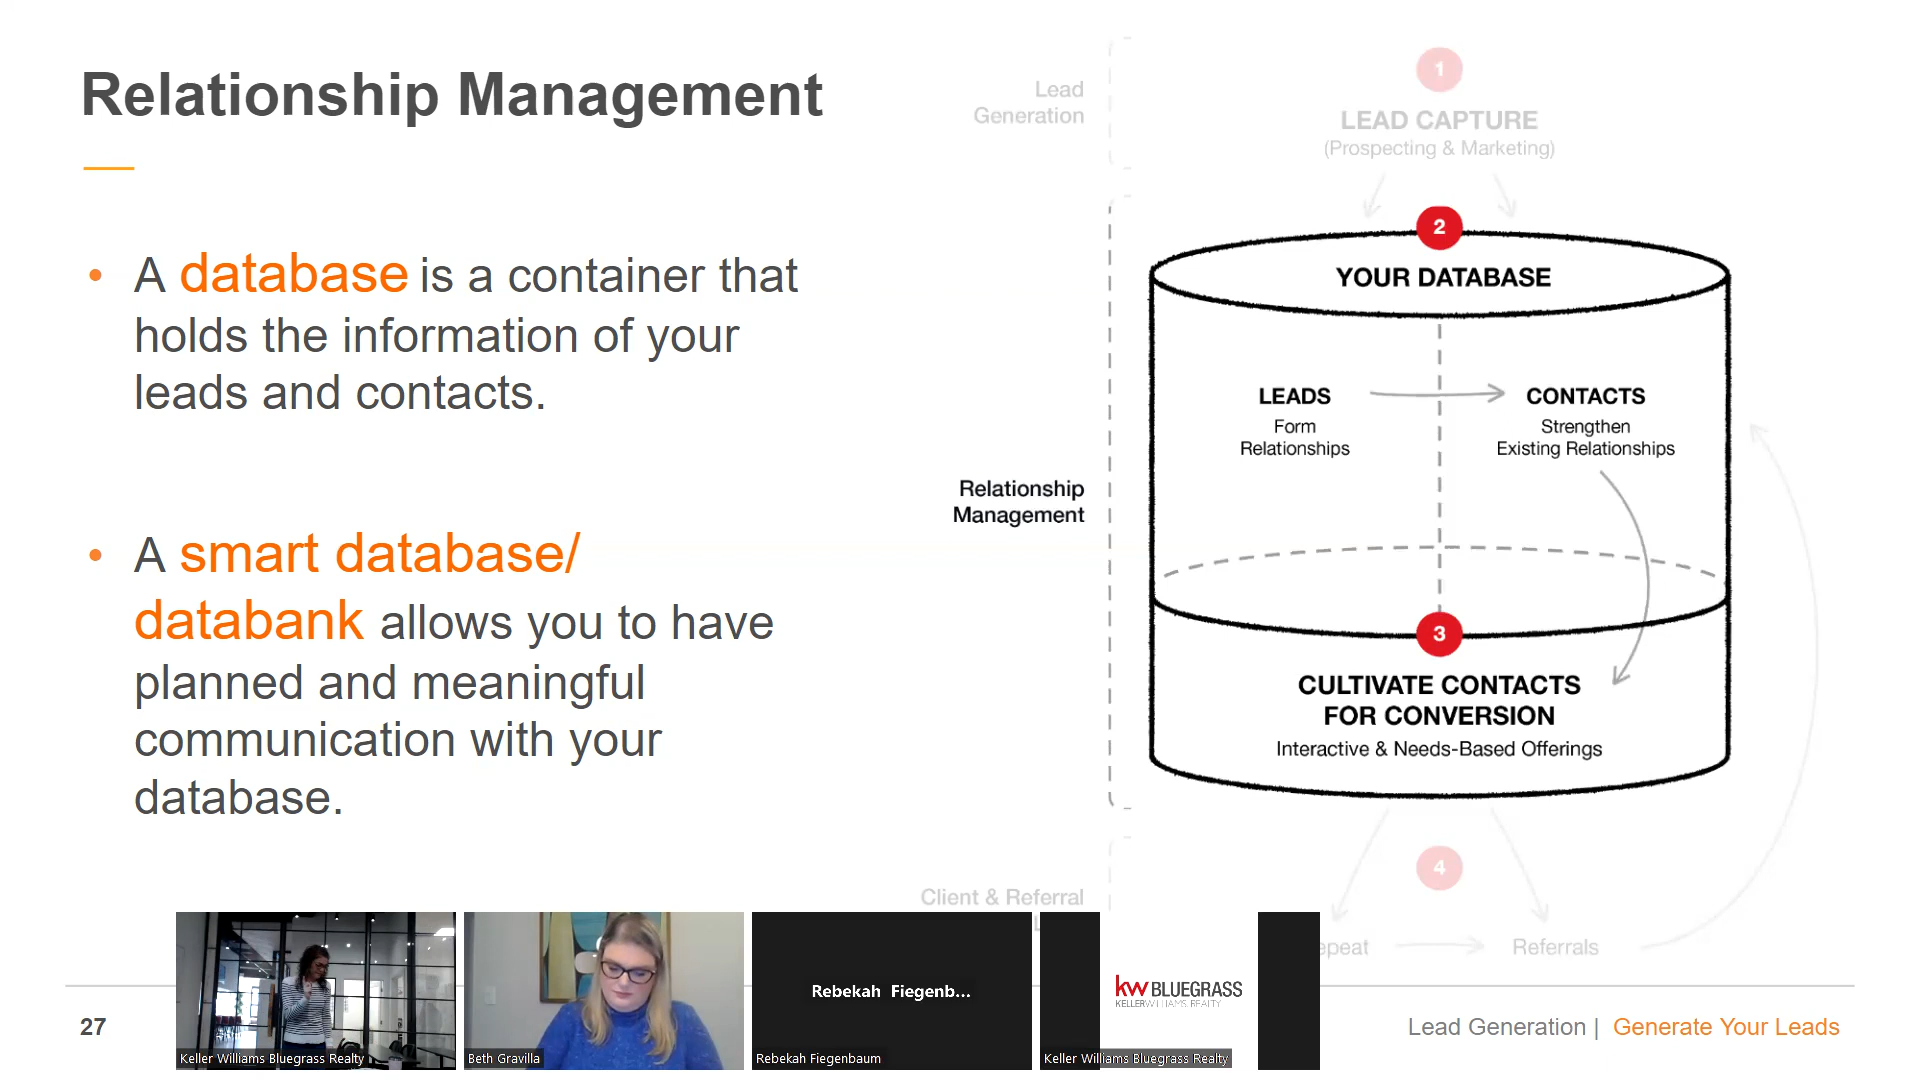 Relationship Management
• A database is a container that
holds the information of your
leads and contacts.
• A smart database/
databank allows you to have
planned and meaningful
communication with your
database.
Lead
Generation
1
LEAD CAPTURE
(Prospecting & Marketing)
2
YOUR DATABASE
LEADS
Form
Relationships
CONTACTS
Strengthen
Existing Relationships
Relationship
Management
3
CULTIVATE CONTACTS
FOR CONVERSION
Interactive & Needs-Based Offerings
4
Client & Referral
epeat
Referrals
27
Keller Williams Bluegrass Realty
Beth Gravilla
Rebekah Fiegenb...
Rebekah Fiegenbaum
kw BLUEGRASS
KELLERWILLIAMS. REALTY
Keller Williams Bluegrass Realty
Lead Generation | Generate Your Leads